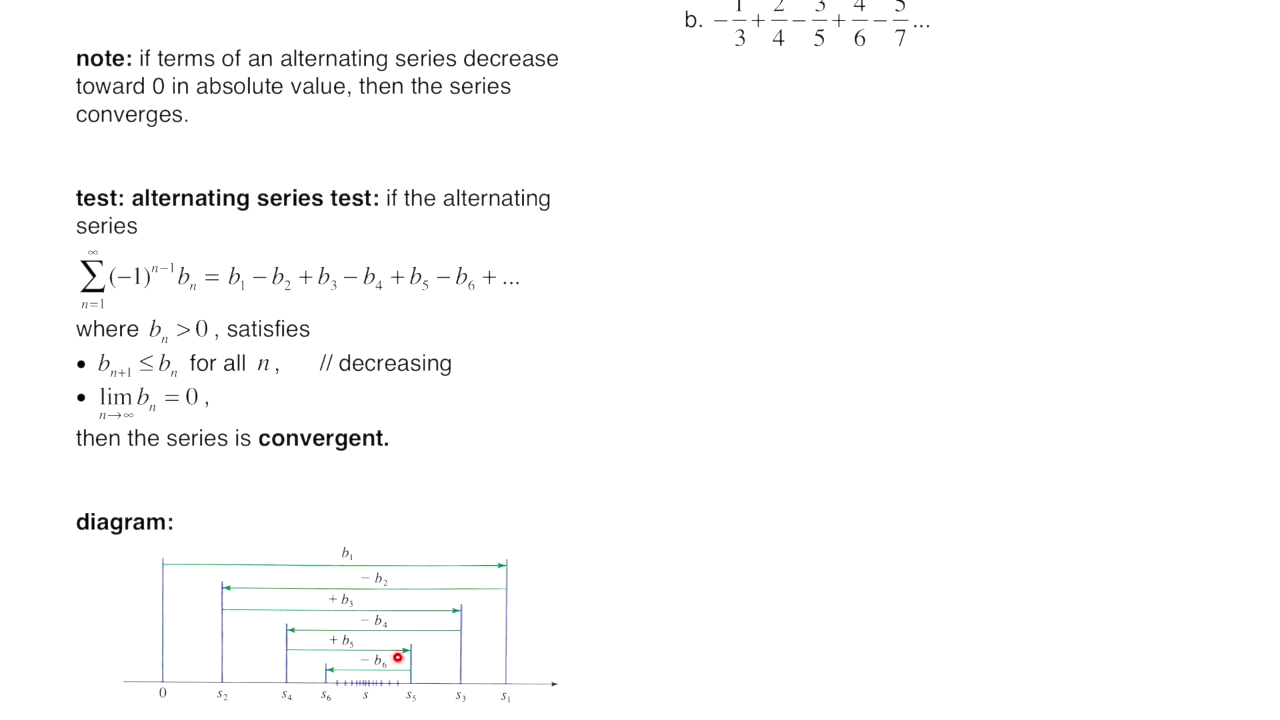 note: if terms of an alternating series decrease
toward 0 in absolute value, then the series
converges.
test: alternating series test: if the alternating
series
∑_{n=1}^{∞} (−1)^{n−1} b_n = b_1 − b_2 + b_3 − b_4 + b_5 − b_6 + ...
where b_n > 0 , satisfies
• b_{n+1} ≤ b_n for all n , // decreasing
• lim_{n→∞} b_n = 0 ,
then the series is convergent.
diagram:
b_1
− b_2
+ b_3
− b_4
+ b_5
− b_6
0 s_2 s_4 s_6 s s_5 s_3 s_1
b. − 1/3 + 2/4 − 3/5 + 4/6 − 5/7 ...